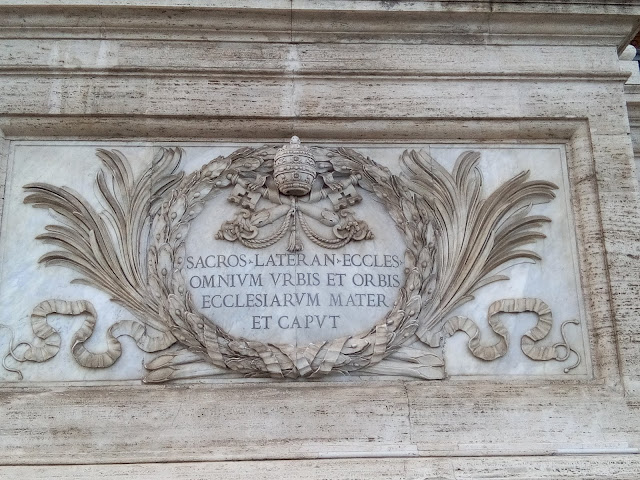 SACROS·LATERAN·ECCLES·
OMNIVM VRBIS ET ORBIS
ECCLESIARVM MATER
ET CAPVT